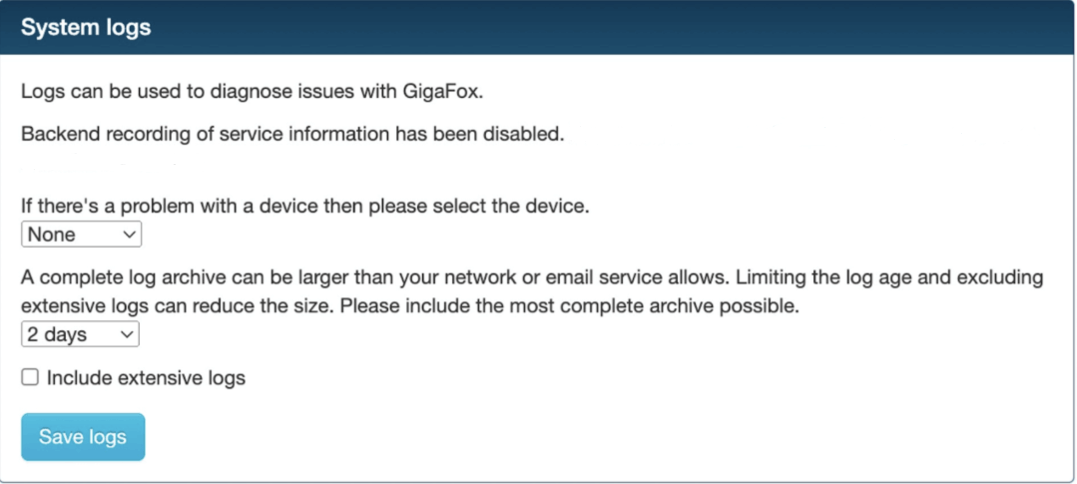 System logs
Logs can be used to diagnose issues with GigaFox.
Backend recording of service information has been disabled.
If there's a problem with a device then please select the device.
None
A complete log archive can be larger than your network or email service allows. Limiting the log age and excluding
extensive logs can reduce the size. Please include the most complete archive possible.
2 days
Include extensive logs
Save logs